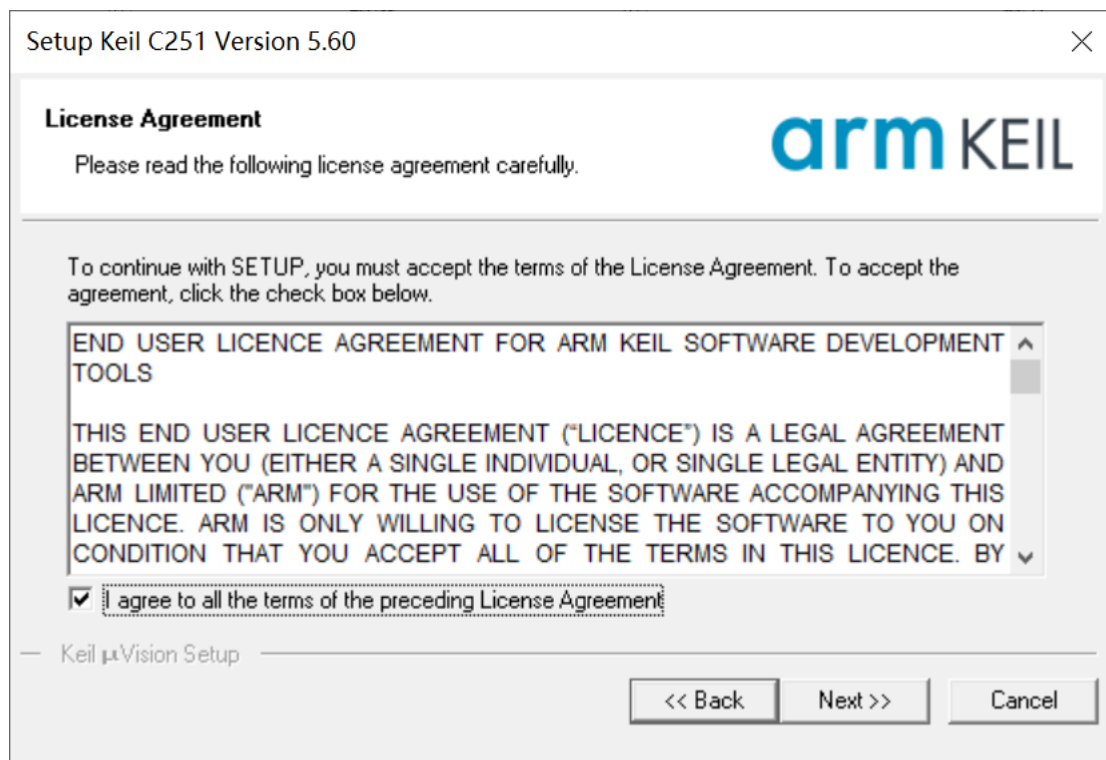 Setup Keil C251 Version 5.60
License Agreement
Please read the following license agreement carefully.
arm KEIL
To continue with SETUP, you must accept the terms of the License Agreement. To accept the
agreement, click the check box below.
END USER LICENCE AGREEMENT FOR ARM KEIL SOFTWARE DEVELOPMENT
TOOLS
THIS END USER LICENCE AGREEMENT (“LICENCE”) IS A LEGAL AGREEMENT
BETWEEN YOU (EITHER A SINGLE INDIVIDUAL, OR SINGLE LEGAL ENTITY) AND
ARM LIMITED ("ARM") FOR THE USE OF THE SOFTWARE ACCOMPANYING THIS
LICENCE. ARM IS ONLY WILLING TO LICENSE THE SOFTWARE TO YOU ON
CONDITION THAT YOU ACCEPT ALL OF THE TERMS IN THIS LICENCE. BY
I agree to all the terms of the preceding License Agreement
Keil µVision Setup
<< Back
Next >>
Cancel